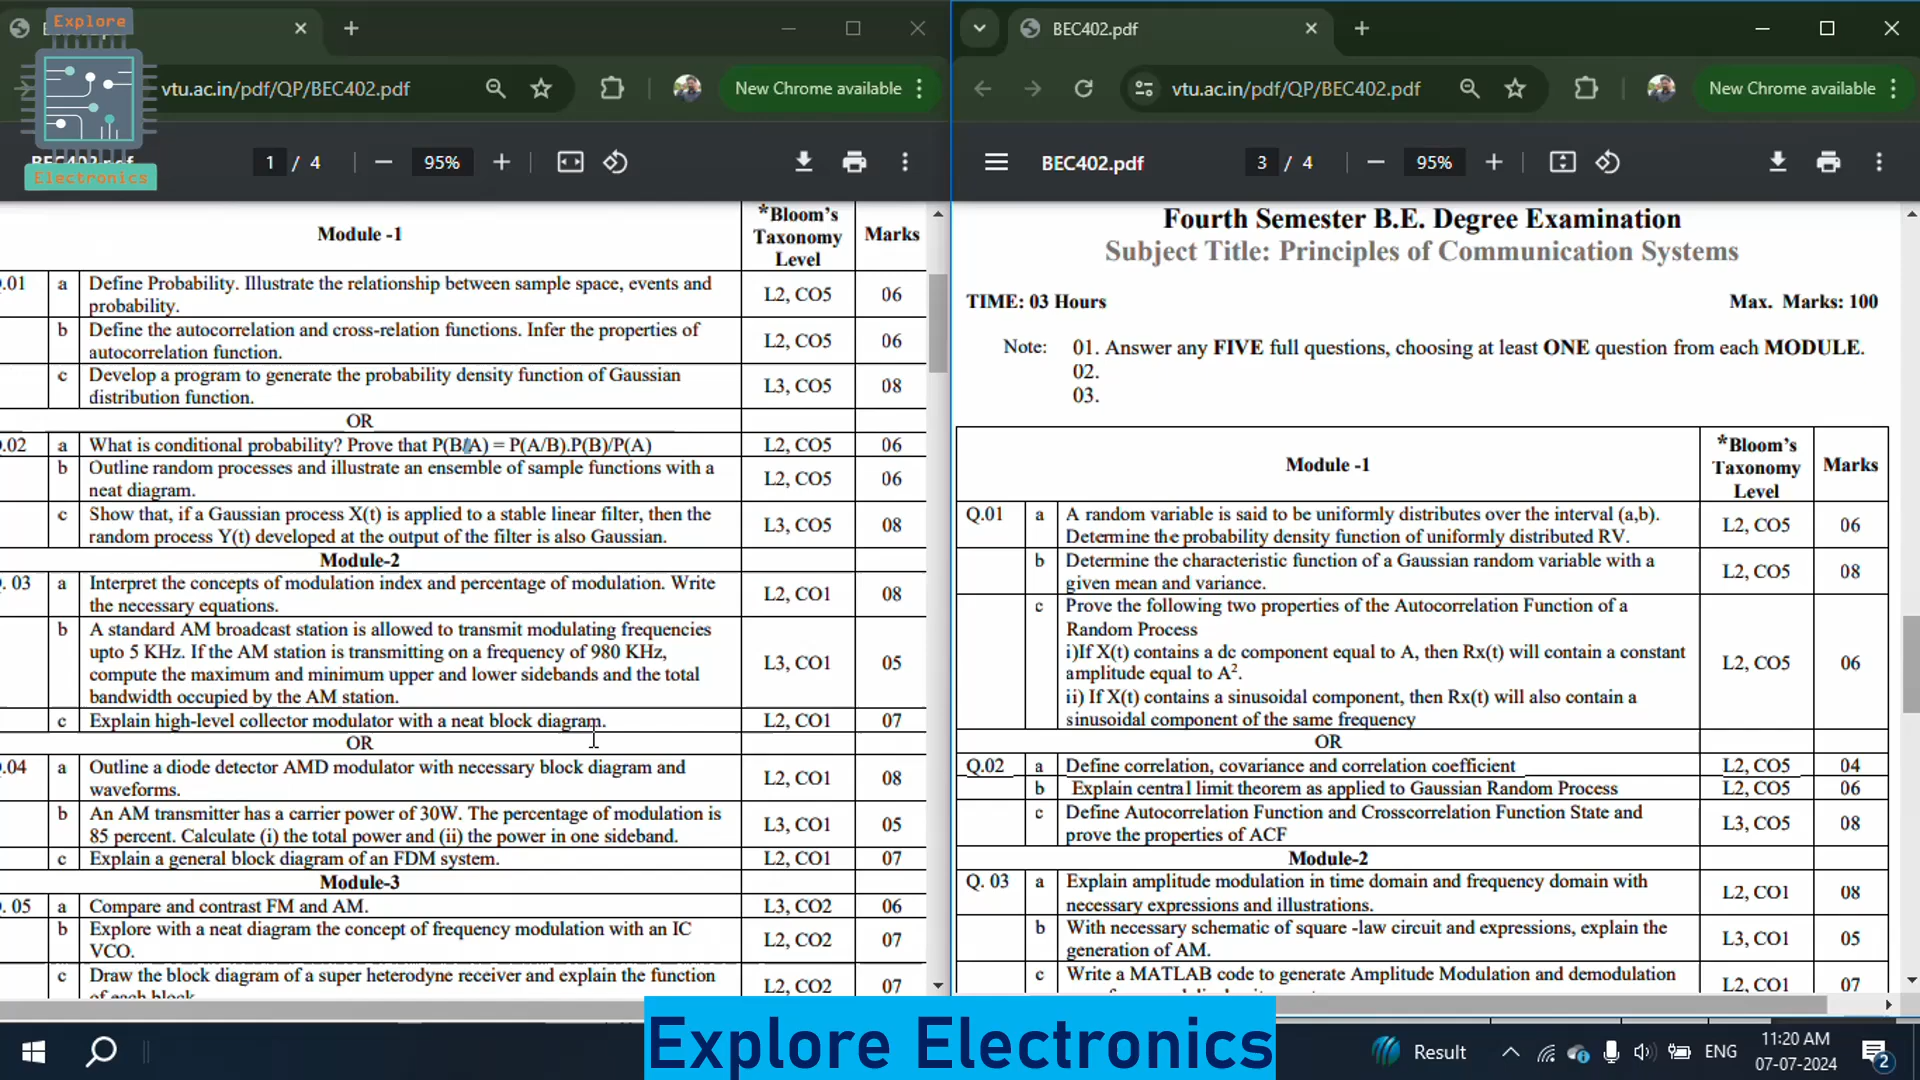 Explore
Electronics
vtu.ac.in/pdf/QP/BEC402.pdf
New Chrome available
1 / 4
95%
Module -1
*Bloom's
Taxonomy
Level
Marks
.01 a Define Probability. Illustrate the relationship between sample space, events and
probability.
L2, CO5 06
b Define the autocorrelation and cross-relation functions. Infer the properties of
autocorrelation function.
L2, CO5 06
c Develop a program to generate the probability density function of Gaussian
distribution function.
L3, CO5 08
OR
.02 a What is conditional probability? Prove that P(B/A) = P(A/B).P(B)/P(A) L2, CO5 06
b Outline random processes and illustrate an ensemble of sample functions with a
neat diagram.
L2, CO5 06
c Show that, if a Gaussian process X(t) is applied to a stable linear filter, then the
random process Y(t) developed at the output of the filter is also Gaussian.
L3, CO5 08
Module-2
. 03 a Interpret the concepts of modulation index and percentage of modulation. Write
the necessary equations.
L2, CO1 08
b A standard AM broadcast station is allowed to transmit modulating frequencies
upto 5 KHz. If the AM station is transmitting on a frequency of 980 KHz,
compute the maximum and minimum upper and lower sidebands and the total
bandwidth occupied by the AM station.
L3, CO1 05
c Explain high-level collector modulator with a neat block diagram. L2, CO1 07
OR
.04 a Outline a diode detector AMD modulator with necessary block diagram and
waveforms.
L2, CO1 08
b An AM transmitter has a carrier power of 30W. The percentage of modulation is
85 percent. Calculate (i) the total power and (ii) the power in one sideband.
L3, CO1 05
c Explain a general block diagram of an FDM system. L2, CO1 07
Module-3
. 05 a Compare and contrast FM and AM. L3, CO2 06
b Explore with a neat diagram the concept of frequency modulation with an IC
VCO.
L2, CO2 07
c Draw the block diagram of a super heterodyne receiver and explain the function
of each block
L2, CO2 07
BEC402.pdf
vtu.ac.in/pdf/QP/BEC402.pdf
New Chrome available
BEC402.pdf
3 / 4
95%
Fourth Semester B.E. Degree Examination
Subject Title: Principles of Communication Systems
TIME: 03 Hours Max. Marks: 100
Note: 01. Answer any FIVE full questions, choosing at least ONE question from each MODULE.
02.
03.
Module -1
*Bloom's
Taxonomy
Level
Marks
Q.01 a A random variable is said to be uniformly distributes over the interval (a,b).
Determine the probability density function of uniformly distributed RV.
L2, CO5 06
b Determine the characteristic function of a Gaussian random variable with a
given mean and variance.
L2, CO5 08
c Prove the following two properties of the Autocorrelation Function of a
Random Process
i)If X(t) contains a dc component equal to A, then Rx(t) will contain a constant
amplitude equal to A².
ii) If X(t) contains a sinusoidal component, then Rx(t) will also contain a
sinusoidal component of the same frequency
L2, CO5 06
OR
Q.02 a Define correlation, covariance and correlation coefficient L2, CO5 04
b Explain central limit theorem as applied to Gaussian Random Process L2, CO5 06
c Define Autocorrelation Function and Crosscorrelation Function State and
prove the properties of ACF
L3, CO5 08
Module-2
Q. 03 a Explain amplitude modulation in time domain and frequency domain with
necessary expressions and illustrations.
L2, CO1 08
b With necessary schematic of square -law circuit and expressions, explain the
generation of AM.
L3, CO1 05
c Write a MATLAB code to generate Amplitude Modulation and demodulation
L2, CO1 07
Explore Electronics
Result
ENG
11:20 AM
07-07-2024
2